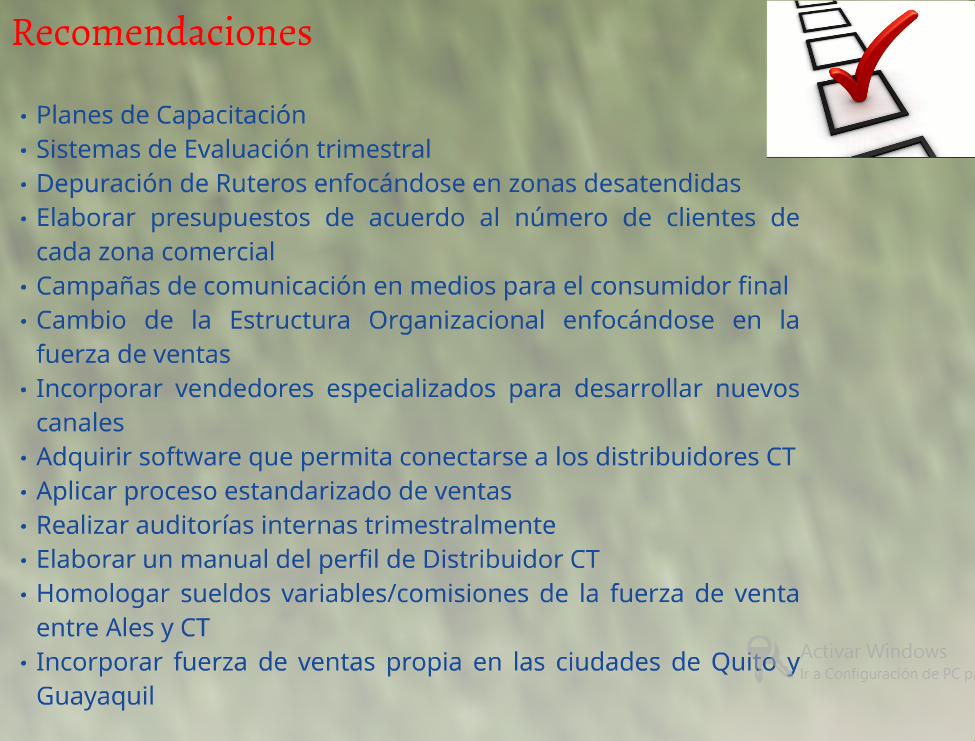 Recomendaciones
• Planes de Capacitación
• Sistemas de Evaluación trimestral
• Depuración de Ruteros enfocándose en zonas desatendidas
• Elaborar presupuestos de acuerdo al número de clientes de
cada zona comercial
• Campañas de comunicación en medios para el consumidor final
• Cambio de la Estructura Organizacional enfocándose en la
fuerza de ventas
• Incorporar vendedores especializados para desarrollar nuevos
canales
• Adquirir software que permita conectarse a los distribuidores CT
• Aplicar proceso estandarizado de ventas
• Realizar auditorías internas trimestralmente
• Elaborar un manual del perfil de Distribuidor CT
• Homologar sueldos variables/comisiones de la fuerza de venta
entre Ales y CT
• Incorporar fuerza de ventas propia en las ciudades de Quito y
Guayaquil
Activar Windows
Ir a Configuración de PC pa